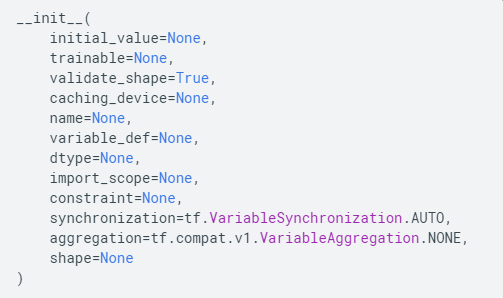 __init__(
    initial_value=None,
    trainable=None,
    validate_shape=True,
    caching_device=None,
    name=None,
    variable_def=None,
    dtype=None,
    import_scope=None,
    constraint=None,
    synchronization=tf.VariableSynchronization.AUTO,
    aggregation=tf.compat.v1.VariableAggregation.NONE,
    shape=None
)